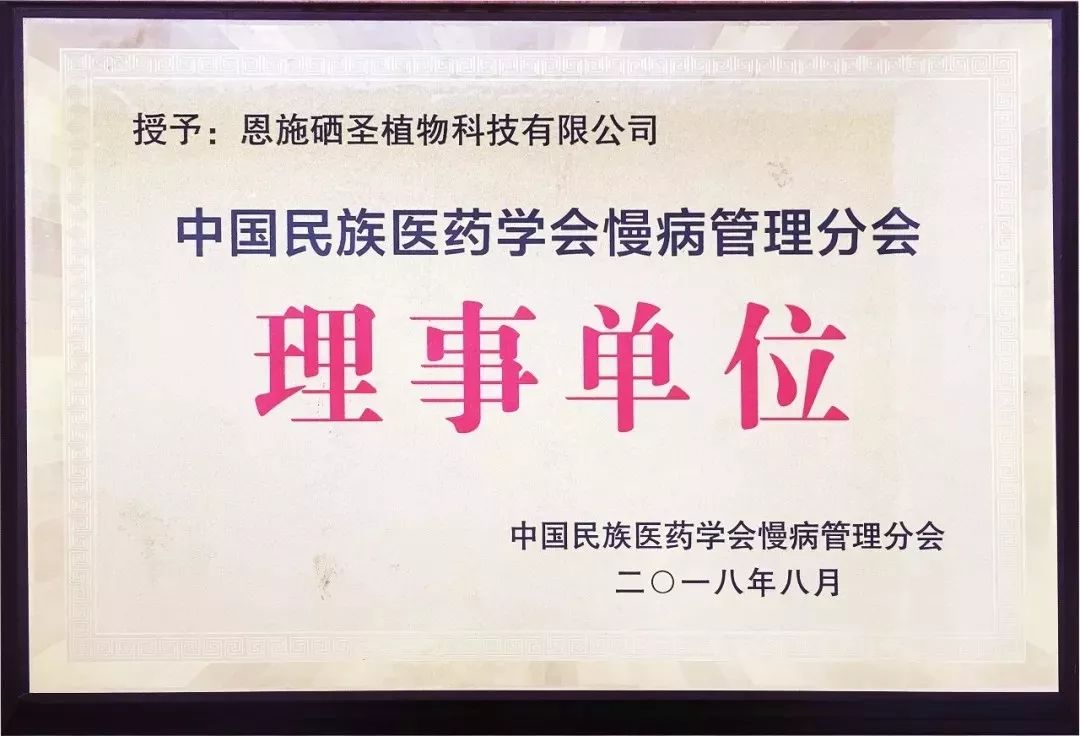 授予：恩施硒圣植物科技有限公司
中国民族医药学会慢病管理分会
理事单位
中国民族医药学会慢病管理分会
二〇一八年八月